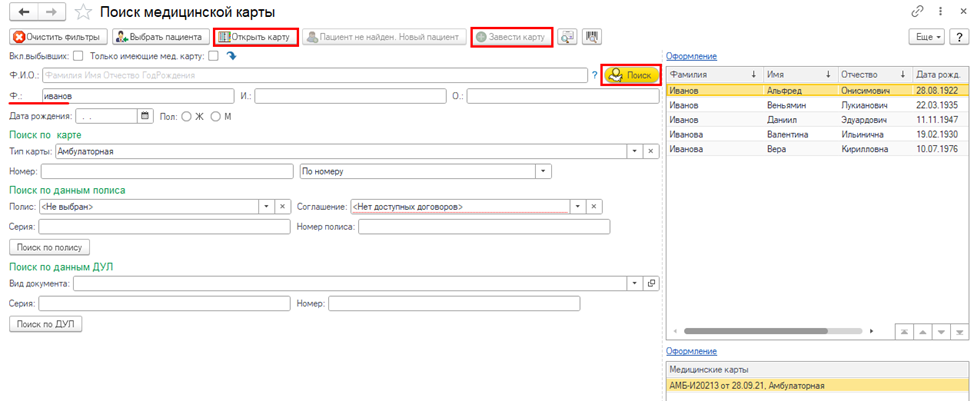 Поиск медицинской карты
Очистить фильтры Выбрать пациента Открыть карту Пациент не найден. Новый пациент Завести карту Еще ?
Вкл.выбывших: Только имеющие мед. карту:
Ф.И.О.: Фамилия Имя Отчество ГодРождения ? Поиск
Ф.: иванов И.: О.:
Дата рождения: . . Пол: Ж М
Поиск по карте
Тип карты: Амбулаторная
Номер: По номеру
Поиск по данным полиса
Полис: <Не выбран> Соглашение: <Нет доступных договоров>
Серия: Номер полиса:
Поиск по полису
Поиск по данным ДУЛ
Вид документа:
Серия: Номер:
Поиск по ДУЛ
Оформление
Фамилия Имя Отчество Дата рожд.
Иванов Альфред Онисимович 28.08.1922
Иванов Веньямин Лукианович 22.03.1935
Иванов Даниил Эдуардович 11.11.1947
Иванова Валентина Ильинична 19.02.1930
Иванова Вера Кирилловна 10.07.1976
Оформление
Медицинские карты
АМБ-И20213 от 28.09.21, Амбулаторная